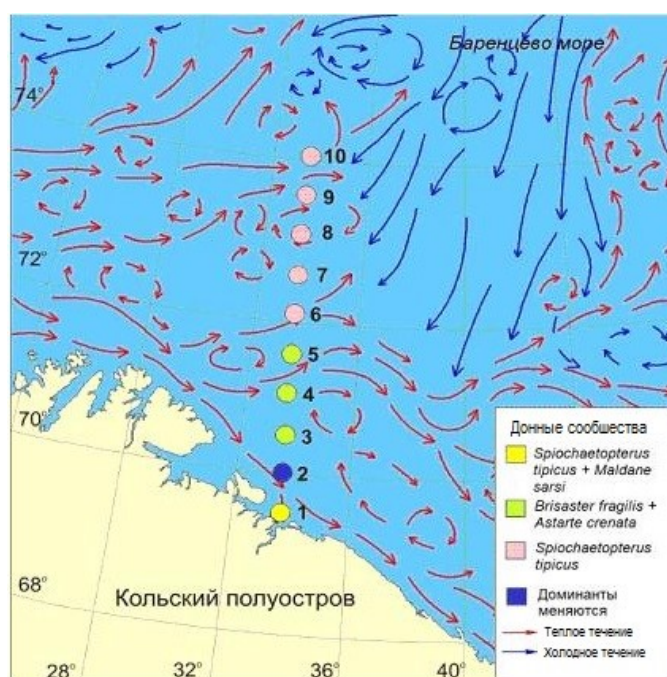 Баренцево море
74°
10
9
8
72°
7
6
5
4
70°
3
2
1
68°
Кольский полуостров
28°
32°
36°
40°
Донные сообшества
Spiochaetopterus
tipicus + Maldane
sarsi
Brisaster fragilis +
Astarte crenata
Spiochaetopterus
tipicus
Доминанты
меняются
Теплое течение
Холодное течение